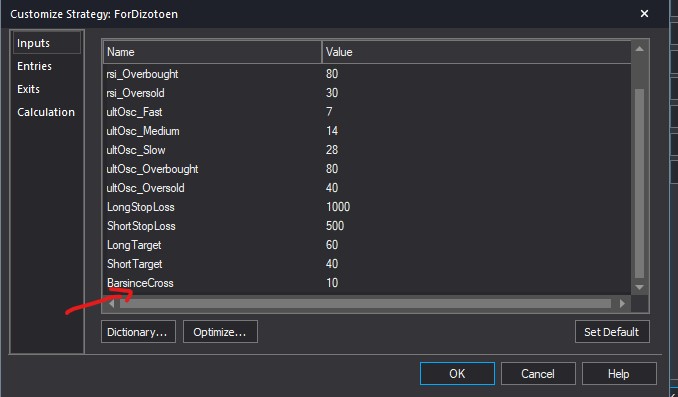 Customize Strategy: ForDizotoen
Inputs
Entries
Exits
Calculation
Name Value
rsi_Overbought 80
rsi_Oversold 30
ultOsc_Fast 7
ultOsc_Medium 14
ultOsc_Slow 28
ultOsc_Overbought 80
ultOsc_Oversold 40
LongStopLoss 1000
ShortStopLoss 500
LongTarget 60
ShortTarget 40
BarsinceCross 10
Dictionary... Optimize... Set Default
OK Cancel Help